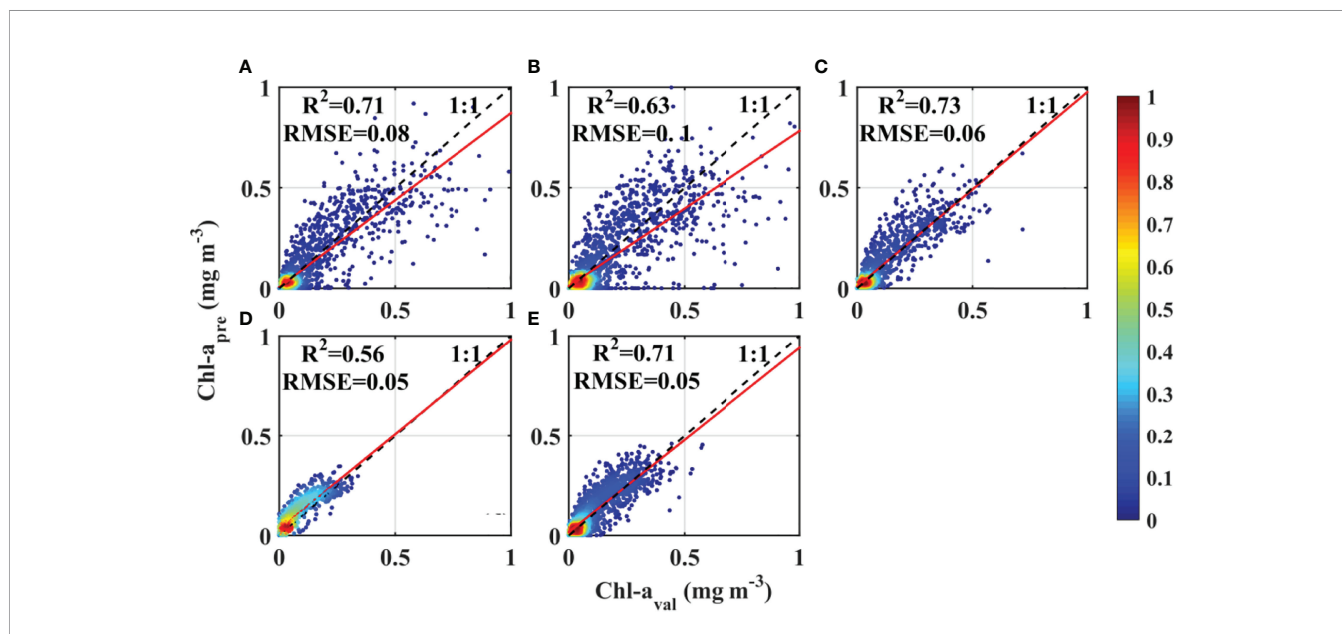 A
B
C
1
R²=0.71
1:1
RMSE=0.08
0.5
0
0
0.5
1
1
R²=0.63
1:1
RMSE=0. 1
0.5
0
0
0.5
1
1
R²=0.73
1:1
RMSE=0.06
0.5
0
0
0.5
1
D
E
1
R²=0.56
1:1
RMSE=0.05
0.5
0
0
0.5
1
1
R²=0.71
1:1
RMSE=0.05
0.5
0
0
0.5
1
Chl-a_pre (mg m⁻³)
Chl-a_val (mg m⁻³)
1
0.9
0.8
0.7
0.6
0.5
0.4
0.3
0.2
0.1
0